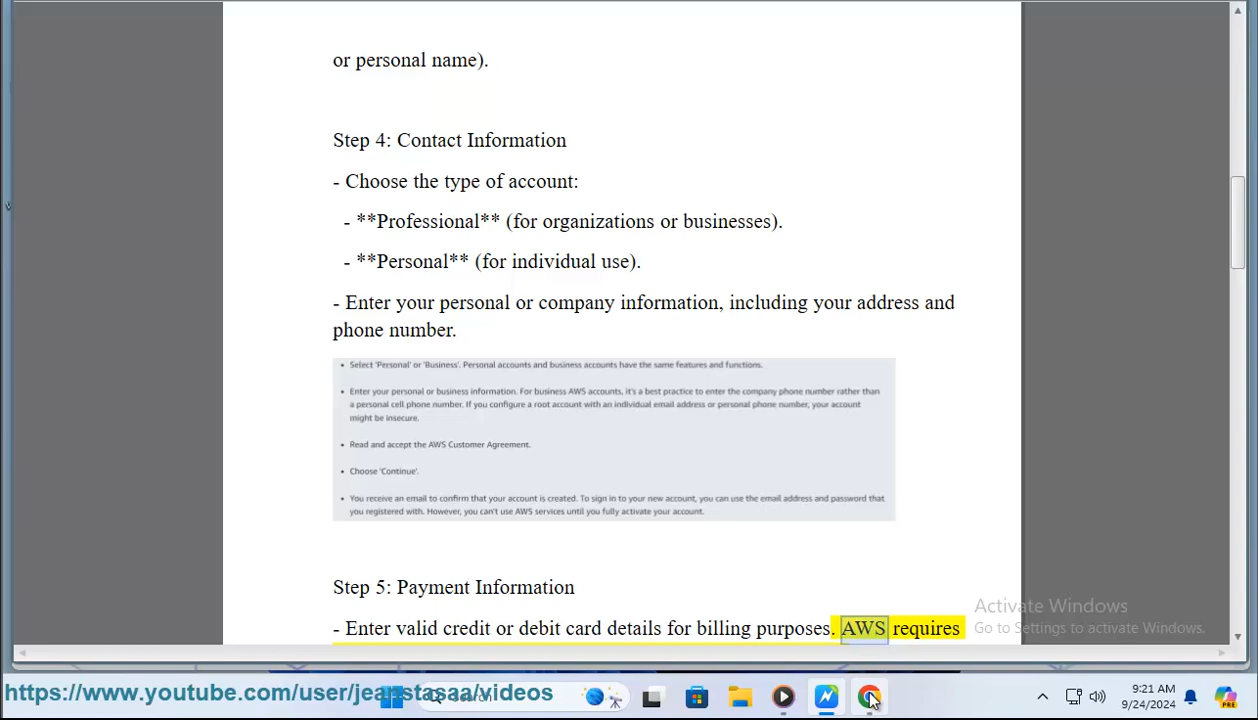 or personal name).
Step 4: Contact Information
- Choose the type of account:
- **Professional** (for organizations or businesses).
- **Personal** (for individual use).
- Enter your personal or company information, including your address and
phone number.
• Select 'Personal' or 'Business'. Personal accounts and business accounts have the same features and functions.
• Enter your personal or business information. For business AWS accounts, it's a best practice to enter the company phone number rather than
a personal cell phone number. If you configure a root account with an individual email address or personal phone number, your account
might be insecure.
• Read and accept the AWS Customer Agreement.
• Choose 'Continue'.
• You receive an email to confirm that your account is created. To sign in to your new account, you can use the email address and password that
you registered with. However, you can't use AWS services until you fully activate your account.
Step 5: Payment Information
- Enter valid credit or debit card details for billing purposes. AWS requires
Activate Windows
Go to Settings to activate Windows.
https://www.youtube.com/user/jeanstagaa/videos
Search
9:21 AM
9/24/2024
PRE